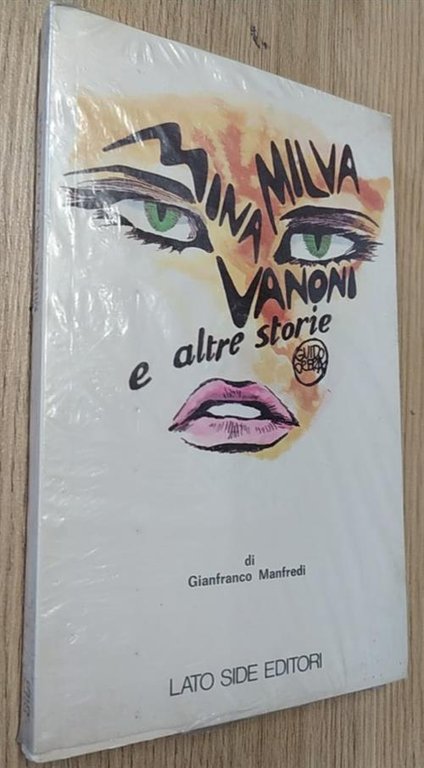 MINA
MILVA
VANONI
e altre storie
GUIDO
CREPAX
di
Gianfranco Manfredi
LATO SIDE EDITORI